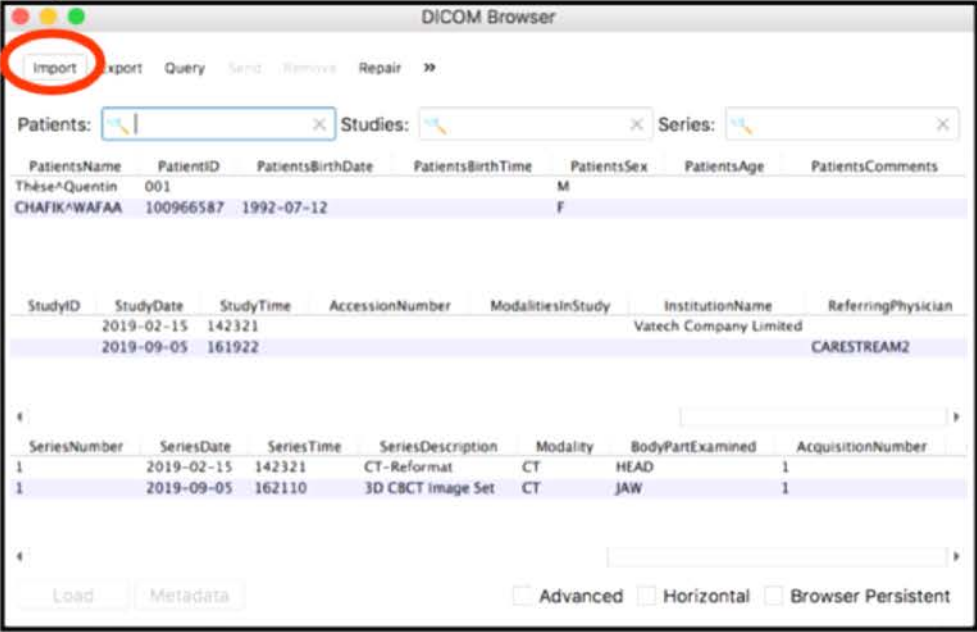 DICOM Browser
Import Export Query Send Remove Repair »
Patients: Studies: Series:
PatientsName PatientID PatientsBirthDate PatientsBirthTime PatientsSex PatientsAge PatientsComments
Thèse^Quentin 001 M
CHAFIK^WAFAA 100966587 1992-07-12 F
StudyID StudyDate StudyTime AccessionNumber ModalitiesInStudy InstitutionName ReferringPhysician
2019-02-15 142321 Vatech Company Limited
2019-09-05 161922 CARESTREAM2
SeriesNumber SeriesDate SeriesTime SeriesDescription Modality BodyPartExamined AcquisitionNumber
1 2019-02-15 142321 CT-Reformat CT HEAD 1
1 2019-09-05 162110 3D CBCT Image Set CT JAW 1
Load Metadata Advanced Horizontal Browser Persistent